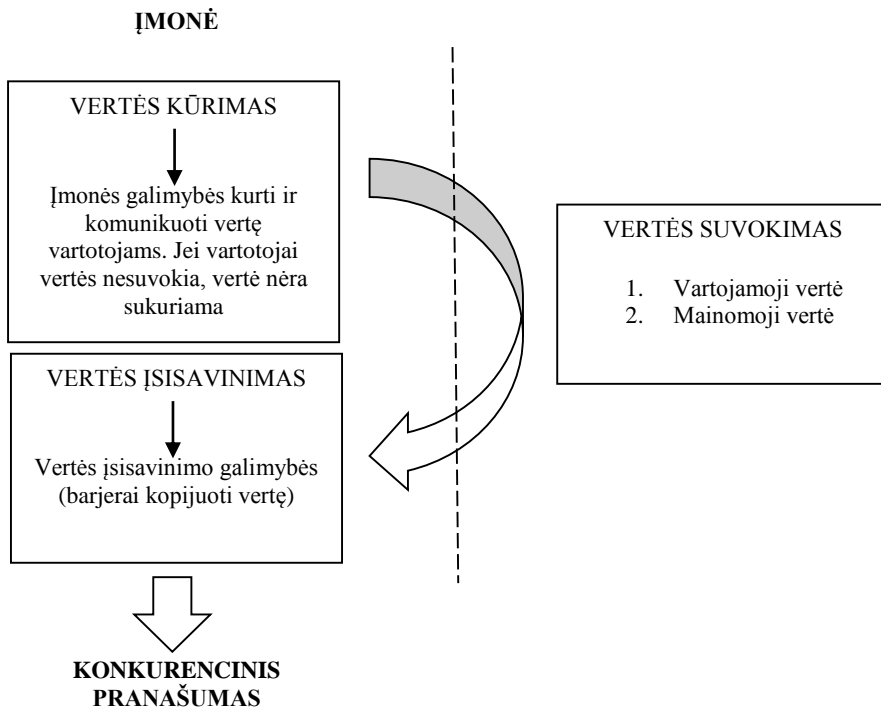 ĮMONĖ
VERTĖS KŪRIMAS
Įmonės galimybės kurti ir
komunikuoti vertę
vartotojams. Jei vartotojai
vertės nesuvokia, vertė nėra
sukuriama
VERTĖS ĮSISAVINIMAS
Vertės įsisavinimo galimybės
(barjerai kopijuoti vertę)
KONKURENCINIS
PRANAŠUMAS
VERTĖS SUVOKIMAS
1. Vartojamoji vertė
2. Mainomoji vertė